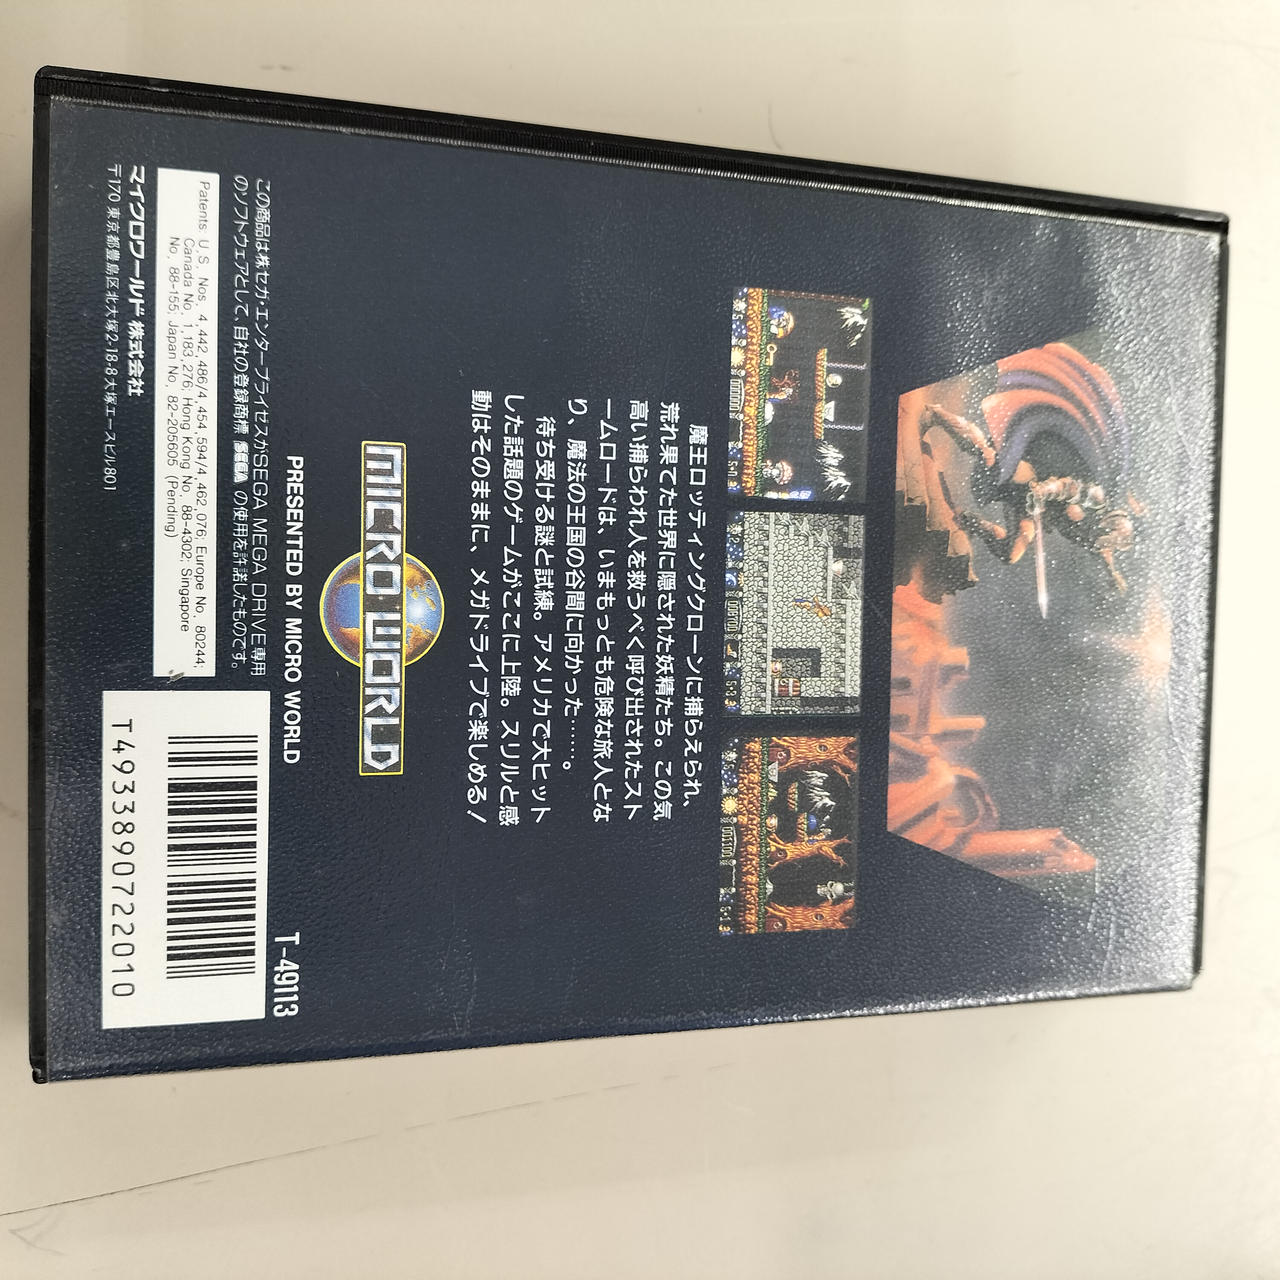 魔王ロッティングクローンに捕らえられ、
荒れ果てた世界に隠された妖精たち。この気
高い捕らわれ人を救うべく呼び出されたスト
ームロードは、いまもっとも危険な旅人とな
り、魔法の王国の谷間に向かった……。
待ち受ける謎と試練。アメリカで大ヒット
した話題のゲームがここに上陸。スリルと感
動はそのままに、メガドライブで楽しめる!
MICRO WORLD
PRESENTED BY MICRO WORLD
T-49113
この商品は株セガ・エンタープライゼスがSEGA MEGA DRIVE専用
のソフトウェアとして、自社の登録商標 SEGA の使用を許諾したものです。
Patents: U.S. Nos. 4,442,486/4,454,594/4,462,076; Europe No. 80244;
Canada No. 1,183,276; Hong Kong No. 88-4302; Singapore
No. 88-155; Japan No. 82-205605 (Pending)
マイクロワールド株式会社
〒170 東京都豊島区北大塚2-18-8大塚エースビル801
T4933890722010